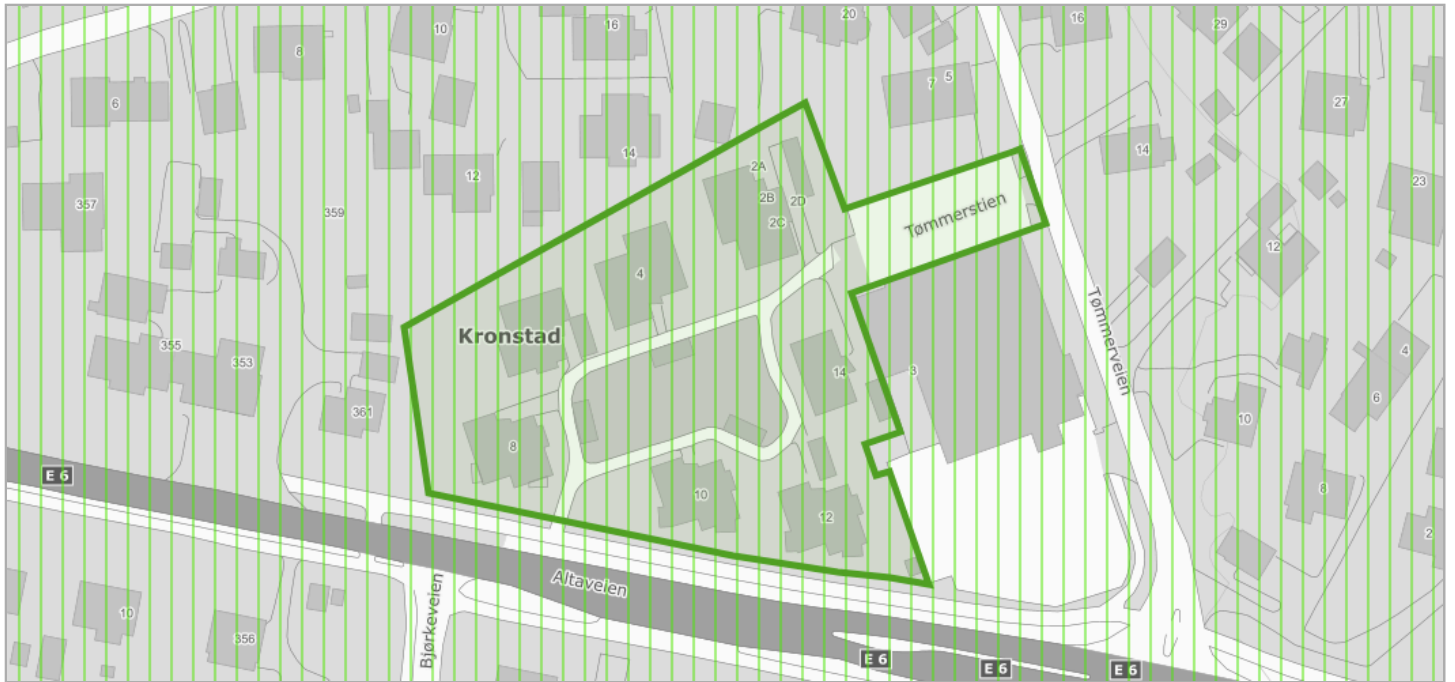 10
16
20
16
29
8
7 5
6
27
14
14
2A
12
23
357
2B
2D
359
2C
Tømmerstien
12
4
Kronstad
Tømmerveien
355
353
4
14
3
6
361
10
8
E 6
8
10
12
2
Altaveien
Bjørkeveien
10
356
E 6
E 6
E 6